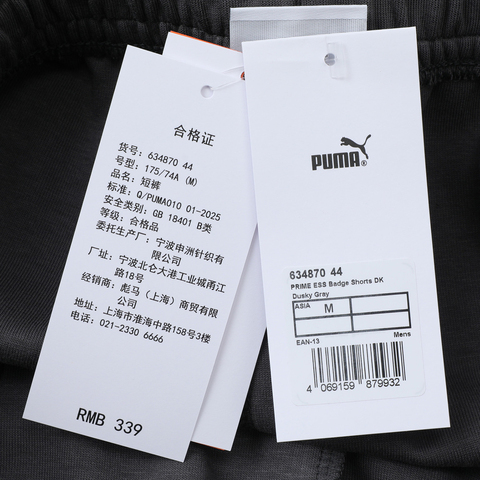 合格证
货号: 634870 44
号型: 175/74A (M)
品名: 短裤
标准: Q/PUMA010 01-2025
安全类别: GB 18401 B类
等级: 合格品
委托生产厂: 宁波申洲针织有
限公司
厂址: 宁波北仑大港工业城甬江
路18号
经销商: 彪马(上海)商贸有限公司
地址: 上海市淮海中路158号3楼
021-2330 6666
RMB 339
PUMA®
634870 44
PRIME ESS Badge Shorts DK
Dusky Gray
ASIA M
EAN-13 Mens
4 069159 879932